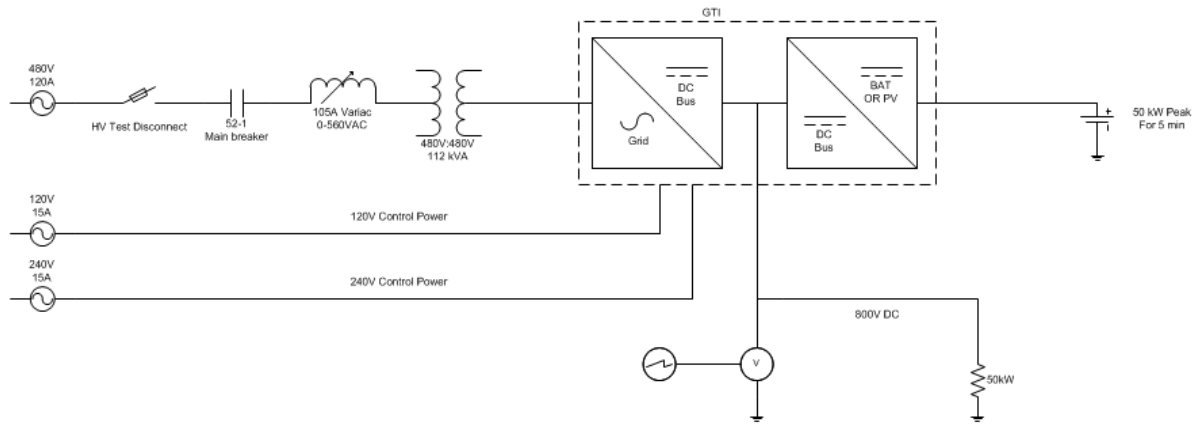 GTI
480V
120A
HV Test Disconnect
52-1
Main breaker
105A Variac
0-560VAC
480V:480V
112 kVA
DC
Bus
Grid
BAT
OR PV
DC
Bus
+
50 kW Peak
For 5 min
120V
15A
120V Control Power
240V
15A
240V Control Power
800V DC
V
50kW